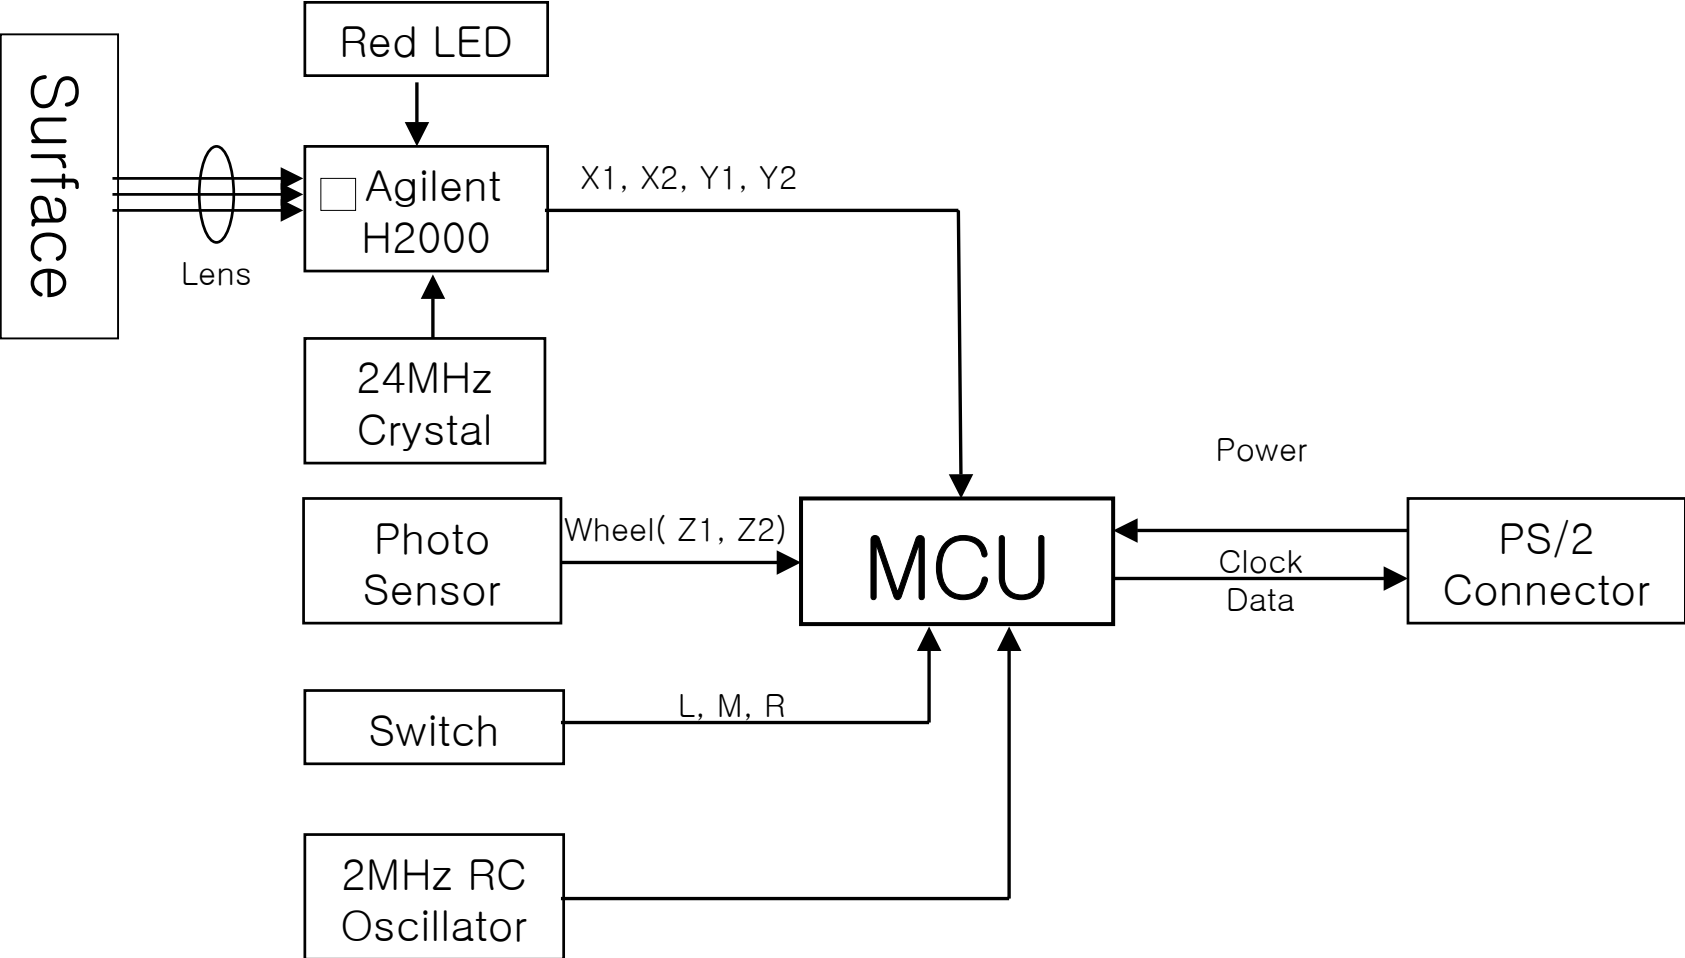 Red LED
Surface
Agilent
H2000
X1, X2, Y1, Y2
Lens
24MHz
Crystal
Power
Photo
Sensor
Wheel( Z1, Z2)
MCU
Clock
Data
PS/2
Connector
Switch
L, M, R
2MHz RC
Oscillator